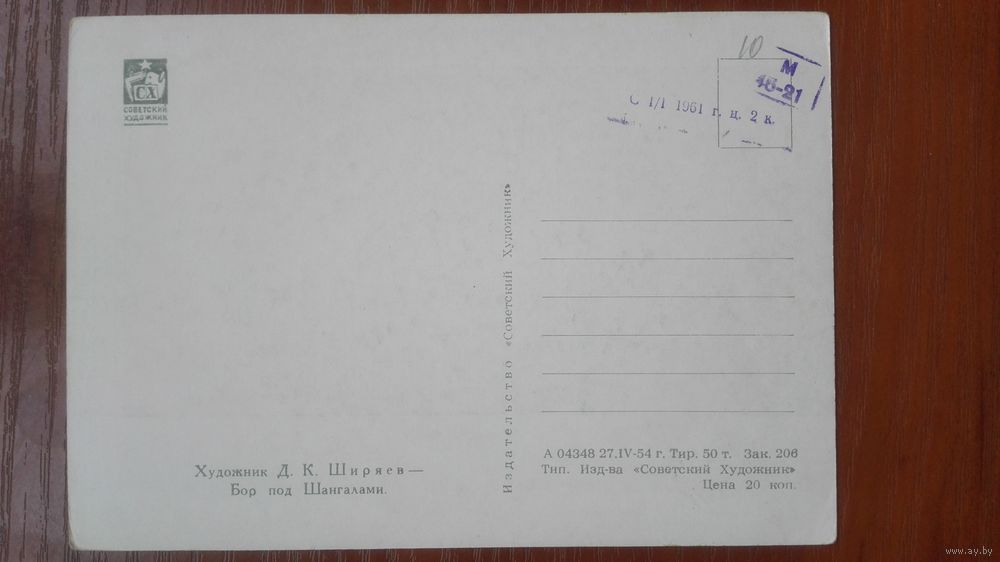 СХ
СОВЕТСКИЙ
ХУДОЖНИК
10
М
46-21
С 1/I 1961 г. ц. 2 к.
Издательство «Советский Художник»
Художник Д. К. Ширяев —
Бор под Шангалами.
А 04348 27.IV-54 г. Тир. 50 т. Зак. 206
Тип. Изд-ва «Советский Художник»
Цена 20 коп.
www.ay.by